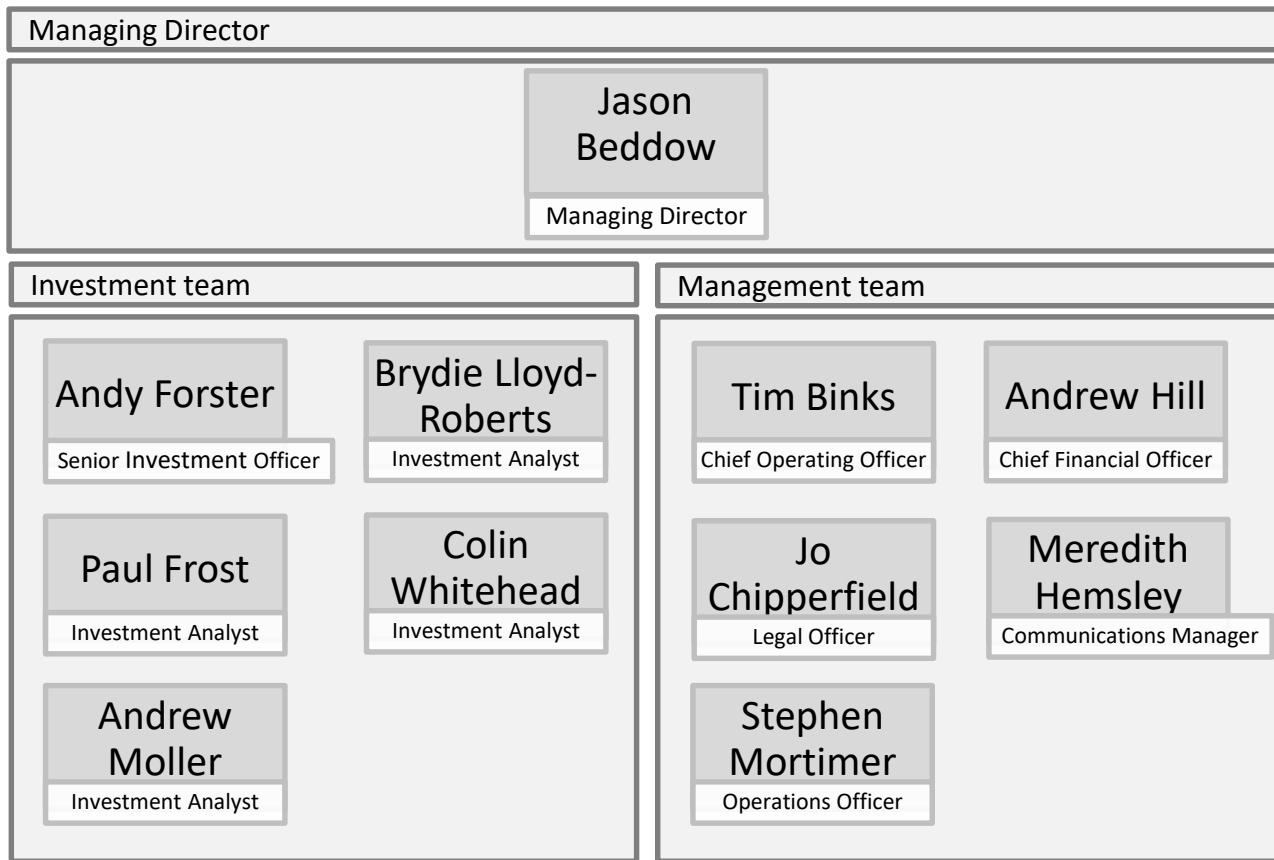 Managing Director
Jason
Beddow
Managing Director
Investment team
Andy Forster
Senior Investment Officer
Brydie Lloyd-
Roberts
Investment Analyst
Paul Frost
Investment Analyst
Colin
Whitehead
Investment Analyst
Andrew
Moller
Investment Analyst
Management team
Tim Binks
Chief Operating Officer
Andrew Hill
Chief Financial Officer
Jo
Chipperfield
Legal Officer
Meredith
Hemsley
Communications Manager
Stephen
Mortimer
Operations Officer